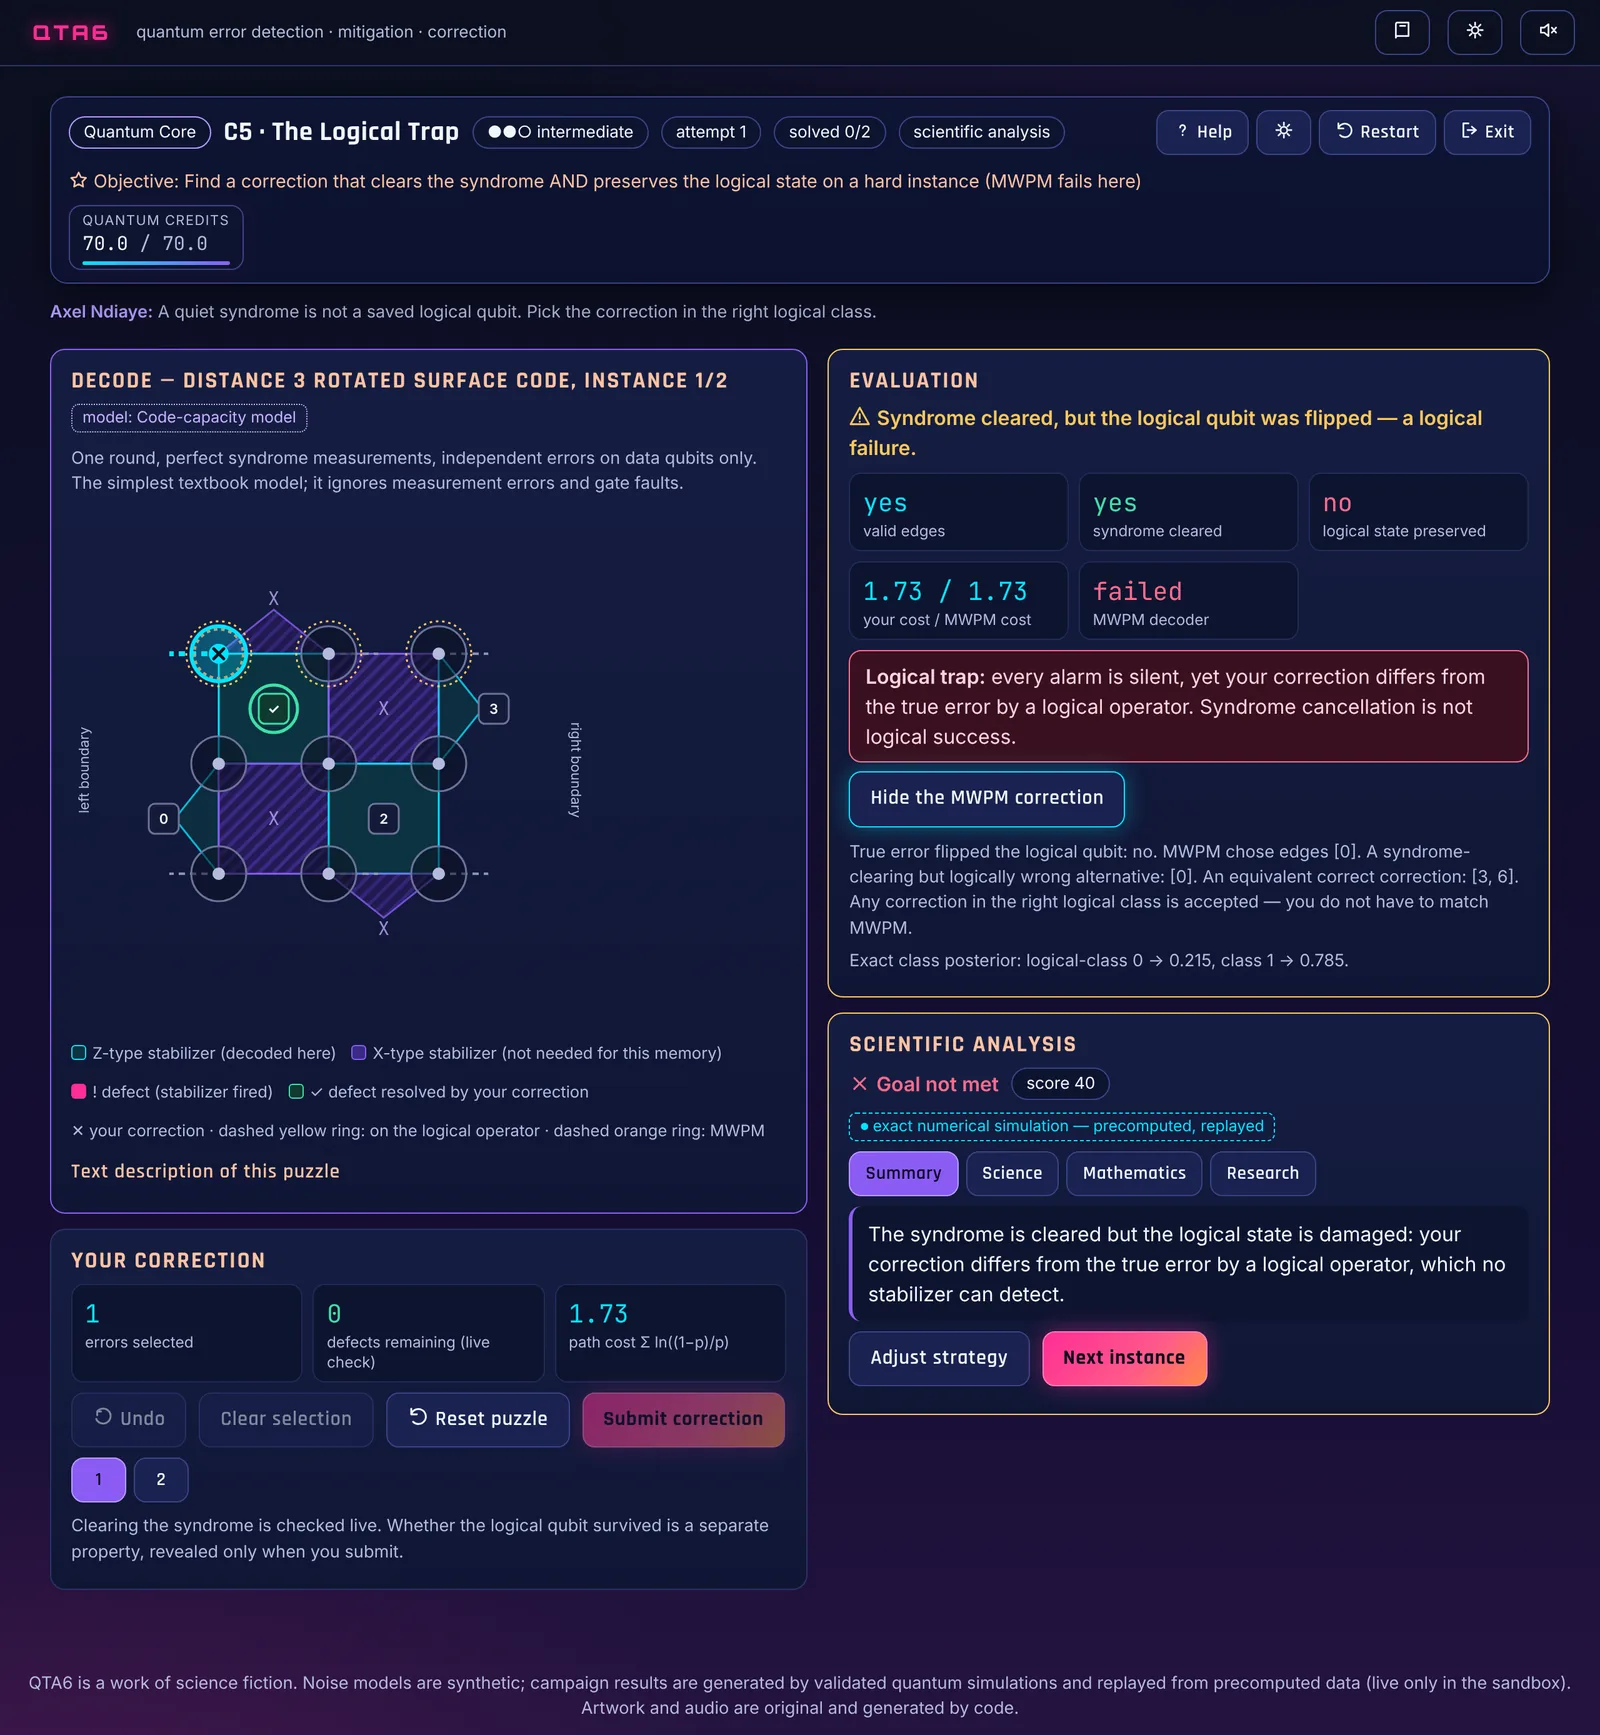 QTA6
quantum error detection · mitigation · correction
Quantum Core
C5 · The Logical Trap
●●○ intermediate
attempt 1
solved 0/2
scientific analysis
? Help
Restart
Exit
☆ Objective: Find a correction that clears the syndrome AND preserves the logical state on a hard instance (MWPM fails here)
QUANTUM CREDITS
70.0 / 70.0
Axel Ndiaye: A quiet syndrome is not a saved logical qubit. Pick the correction in the right logical class.
DECODE — DISTANCE 3 ROTATED SURFACE CODE, INSTANCE 1/2
model: Code-capacity model
One round, perfect syndrome measurements, independent errors on data qubits only.
The simplest textbook model; it ignores measurement errors and gate faults.
X
X
3
left boundary
right boundary
0
X
2
X
Z-type stabilizer (decoded here)
X-type stabilizer (not needed for this memory)
! defect (stabilizer fired)
✓ defect resolved by your correction
✕ your correction · dashed yellow ring: on the logical operator · dashed orange ring: MWPM
Text description of this puzzle
YOUR CORRECTION
1
errors selected
0
defects remaining (live
check)
1.73
path cost Σ ln((1−p)/p)
Undo
Clear selection
Reset puzzle
Submit correction
1
2
Clearing the syndrome is checked live. Whether the logical qubit survived is a separate
property, revealed only when you submit.
EVALUATION
⚠ Syndrome cleared, but the logical qubit was flipped — a logical
failure.
yes
valid edges
yes
syndrome cleared
no
logical state preserved
1.73 / 1.73
your cost / MWPM cost
failed
MWPM decoder
Logical trap: every alarm is silent, yet your correction differs from
the true error by a logical operator. Syndrome cancellation is not
logical success.
Hide the MWPM correction
True error flipped the logical qubit: no. MWPM chose edges [0]. A syndrome-
clearing but logically wrong alternative: [0]. An equivalent correct correction: [3, 6].
Any correction in the right logical class is accepted — you do not have to match
MWPM.
Exact class posterior: logical-class 0 → 0.215, class 1 → 0.785.
SCIENTIFIC ANALYSIS
✕ Goal not met
score 40
● exact numerical simulation — precomputed, replayed
Summary
Science
Mathematics
Research
The syndrome is cleared but the logical state is damaged: your
correction differs from the true error by a logical operator, which no
stabilizer can detect.
Adjust strategy
Next instance
QTA6 is a work of science fiction. Noise models are synthetic; campaign results are generated by validated quantum simulations and replayed from precomputed data (live only in the sandbox).
Artwork and audio are original and generated by code.